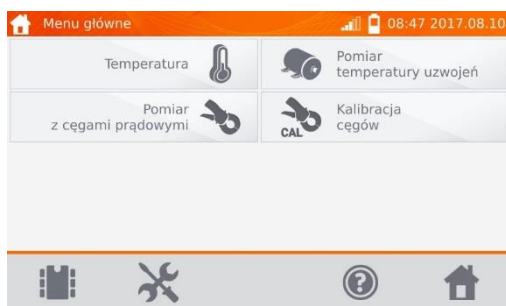 Menu główne
08:47 2017.08.10
Temperatura
Pomiar
temperatury uzwojeń
Pomiar
z cęgami prądowymi
CAL
Kalibracja
cęgów
?